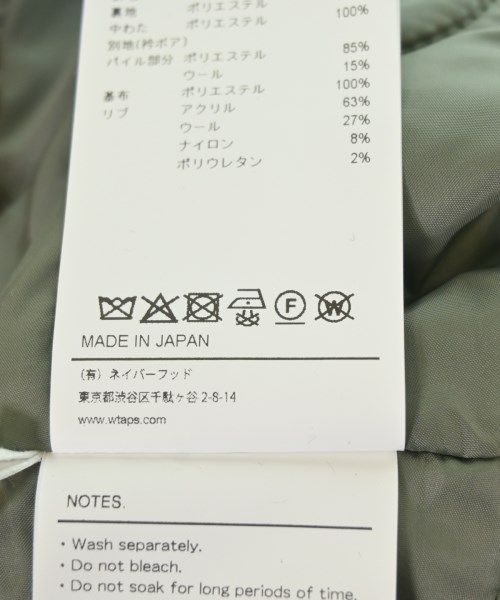 裏地 ポリエステル 100%
中わた ポリエステル
別地(衿ボア)
パイル部分 ポリエステル 85%
ウール 15%
基布 ポリエステル 100%
リブ アクリル 63%
ウール 27%
ナイロン 8%
ポリウレタン 2%
F W
MADE IN JAPAN
(有) ネイバーフッド
東京都渋谷区千駄ヶ谷 2-8-14
www.wtaps.com
NOTES.
・Wash separately.
・Do not bleach.
・Do not soak for long periods of time.